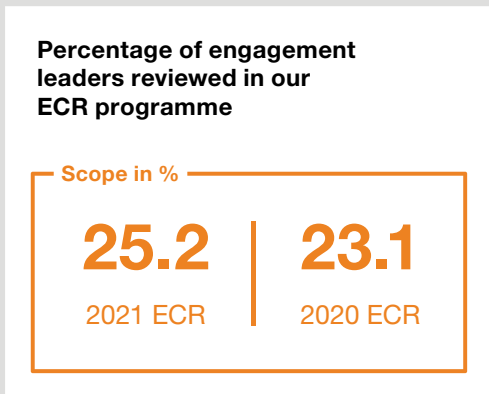 Percentage of engagement
leaders reviewed in our
ECR programme
Scope in %
25.2
2021 ECR
23.1
2020 ECR